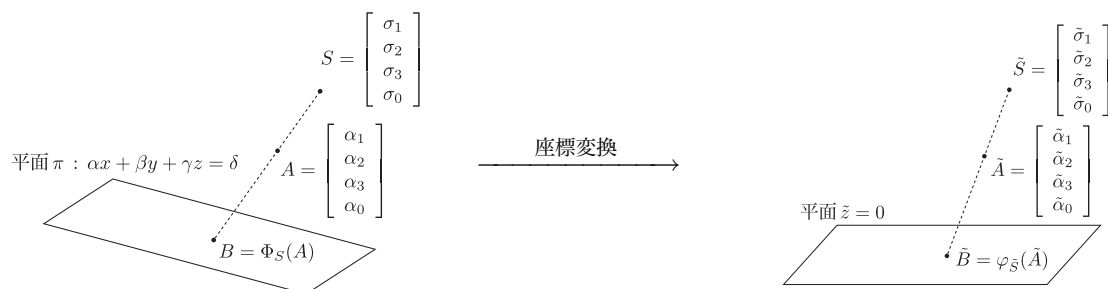 S = [ σ₁ σ₂ σ₃ σ₀ ]
平面 π : αx + βy + γz = δ
A = [ α₁ α₂ α₃ α₀ ]
B = Φ_S(A)
座標変換
S̃ = [ σ̃₁ σ̃₂ σ̃₃ σ̃₀ ]
Ã = [ α̃₁ α̃₂ α̃₃ α̃₀ ]
平面 z̃ = 0
B̃ = φ_S̃(Ã)